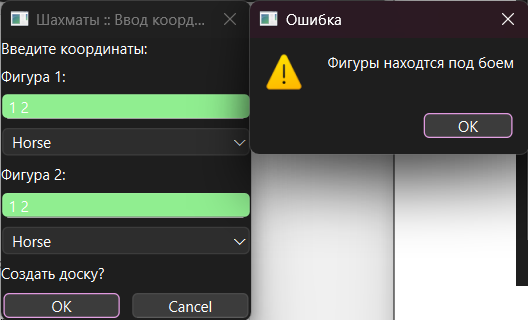 Шахматы :: Ввод коорд...
Введите координаты:
Фигура 1:
1 2
Horse
Фигура 2:
1 2
Horse
Создать доску?
OK
Cancel
Ошибка
Фигуры находтся под боем
OK